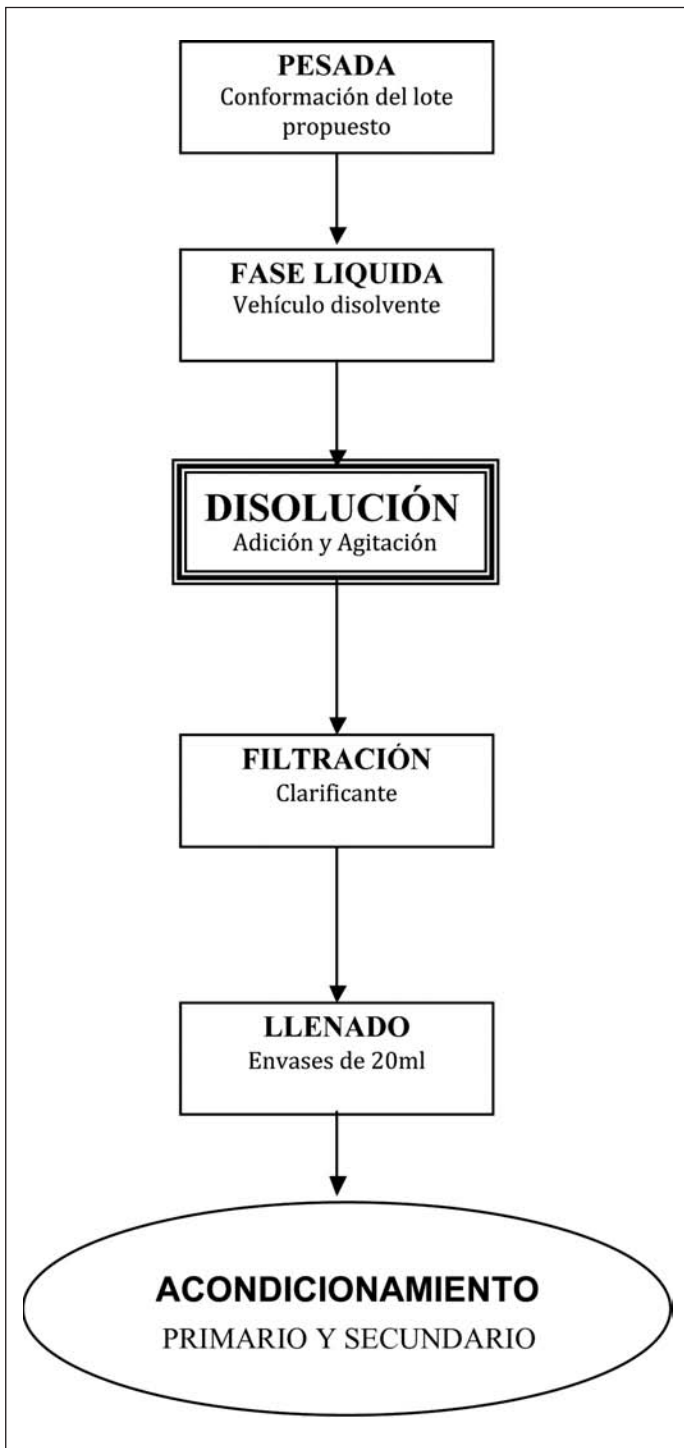 PESADA
Conformación del lote
propuesto
FASE LIQUIDA
Vehículo disolvente
DISOLUCIÓN
Adición y Agitación
FILTRACIÓN
Clarificante
LLENADO
Envases de 20ml
ACONDICIONAMIENTO
PRIMARIO Y SECUNDARIO